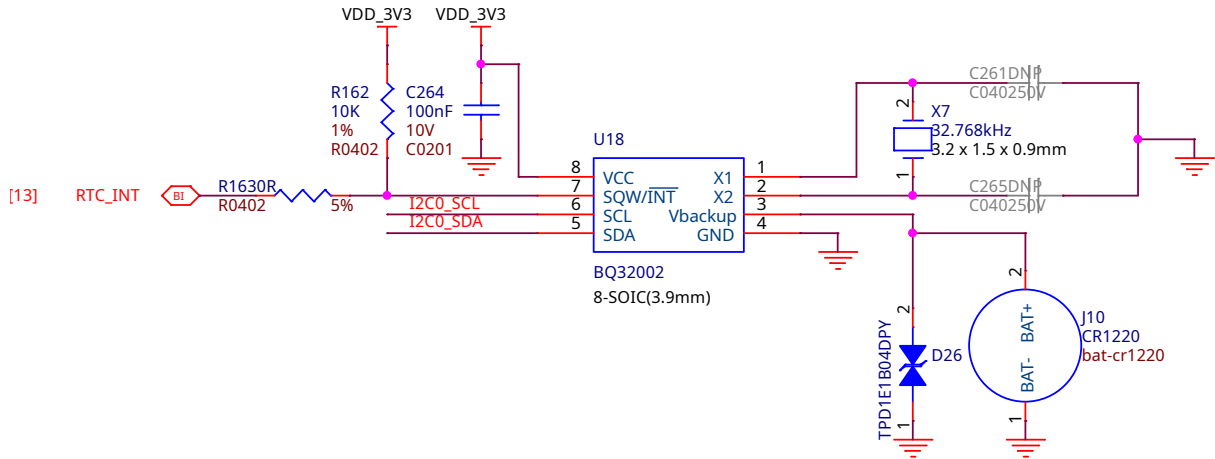 VDD_3V3 VDD_3V3
R162
10K
1%
R0402
C264
100nF
10V
C0201
C261DNP
C040250V
2
X7
32.768kHz
3.2 x 1.5 x 0.9mm
1
C265DNP
C040250V
U18
8 VCC X1 1
7 SQW/INT X2 2
6 SCL Vbackup 3
5 SDA GND 4
BQ32002
8-SOIC(3.9mm)
[13] RTC_INT BI
R1630R
R0402 5%
I2C0_SCL
I2C0_SDA
2
TPD1E1B04DPY
D26
1
2
BAT+
BAT-
1
J10
CR1220
bat-cr1220